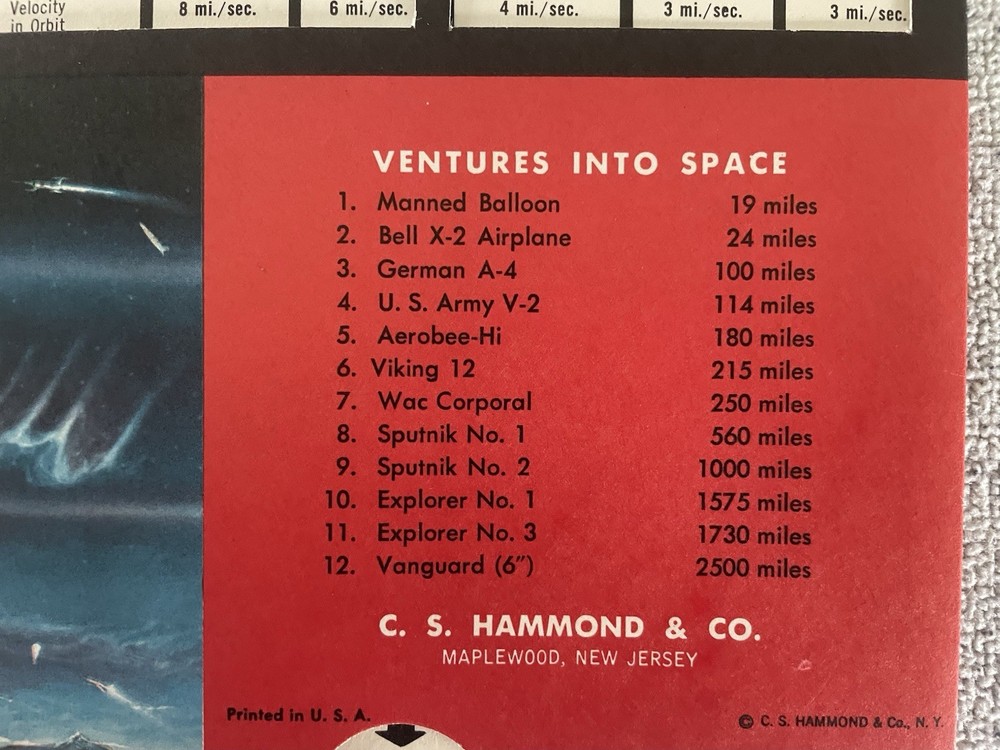 Velocity 8 mi./sec. 6 mi./sec. 4 mi./sec. 3 mi./sec. 3 mi./sec.
in Orbit
VENTURES INTO SPACE
1. Manned Balloon 19 miles
2. Bell X-2 Airplane 24 miles
3. German A-4 100 miles
4. U. S. Army V-2 114 miles
5. Aerobee-Hi 180 miles
6. Viking 12 215 miles
7. Wac Corporal 250 miles
8. Sputnik No. 1 560 miles
9. Sputnik No. 2 1000 miles
10. Explorer No. 1 1575 miles
11. Explorer No. 3 1730 miles
12. Vanguard (6″) 2500 miles
C. S. HAMMOND & CO.
MAPLEWOOD, NEW JERSEY
Printed in U. S. A.
© C. S. HAMMOND & Co., N. Y.